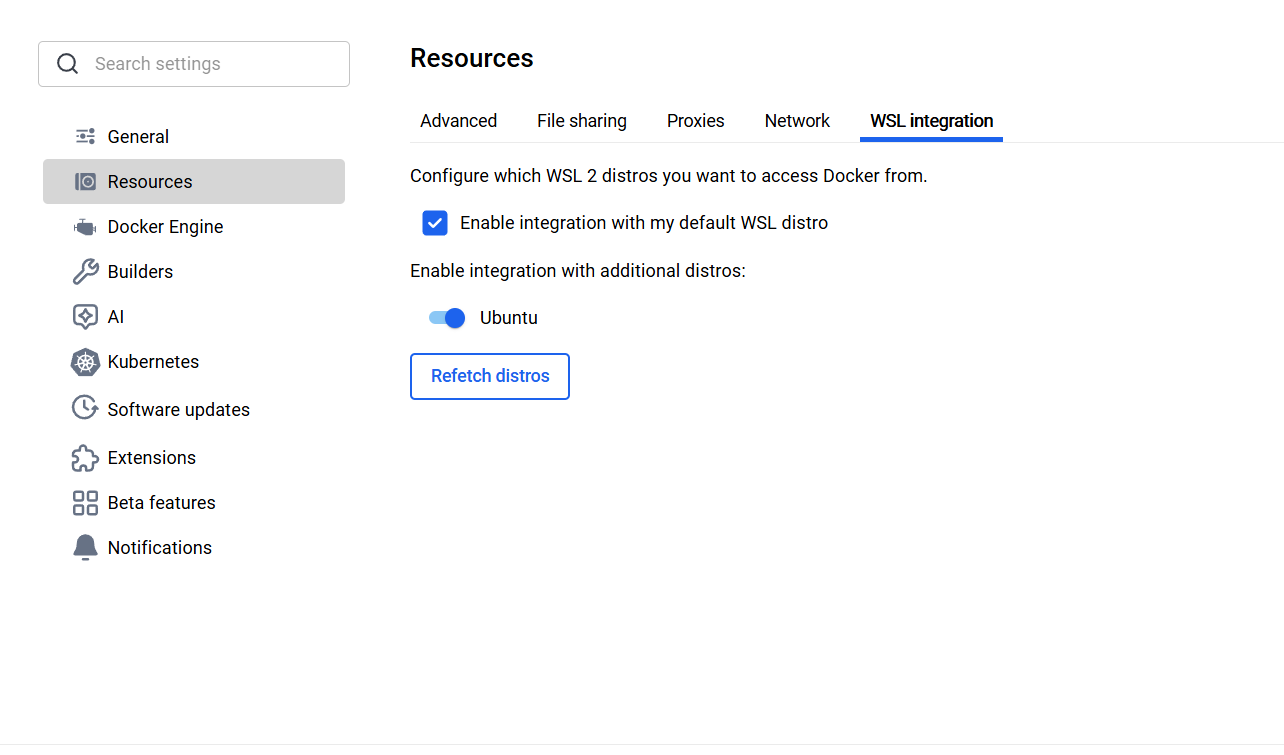 Search settings
General
Resources
Docker Engine
Builders
AI
Kubernetes
Software updates
Extensions
Beta features
Notifications
Resources
Advanced File sharing Proxies Network WSL integration
Configure which WSL 2 distros you want to access Docker from.
Enable integration with my default WSL distro
Enable integration with additional distros:
Ubuntu
Refetch distros